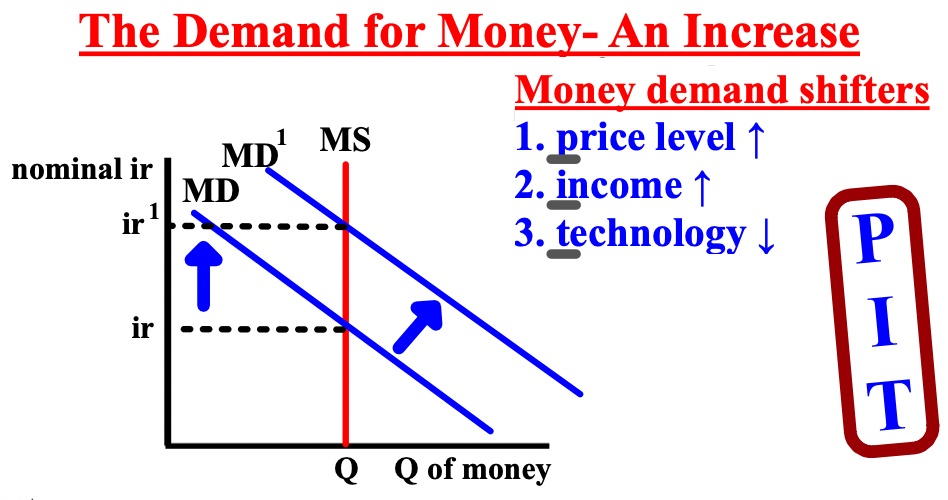 The Demand for Money- An Increase
Money demand shifters
1. price level ↑
2. income ↑
3. technology ↓
P
I
T
nominal ir
MD¹
MS
MD
ir¹
ir
Q
Q of money